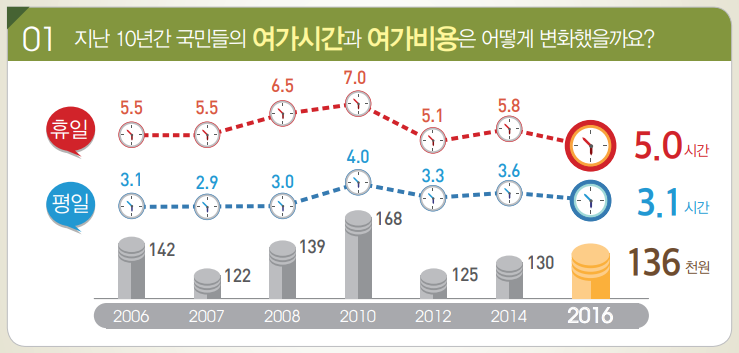 01 지난 10년간 국민들의 여가시간과 여가비용은 어떻게 변화했을까요?
휴일 5.5 5.5 6.5 7.0 5.1 5.8 5.0 시간
평일 3.1 2.9 3.0 4.0 3.3 3.6 3.1 시간
142 122 139 168 125 130 136 천원
2006 2007 2008 2010 2012 2014 2016